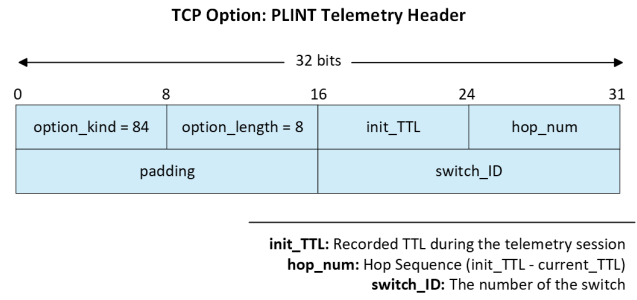 TCP Option: PLINT Telemetry Header
32 bits
0 8 16 24 31
option_kind = 84 option_length = 8 init_TTL hop_num
padding switch_ID
init_TTL: Recorded TTL during the telemetry session
hop_num: Hop Sequence (init_TTL - current_TTL)
switch_ID: The number of the switch